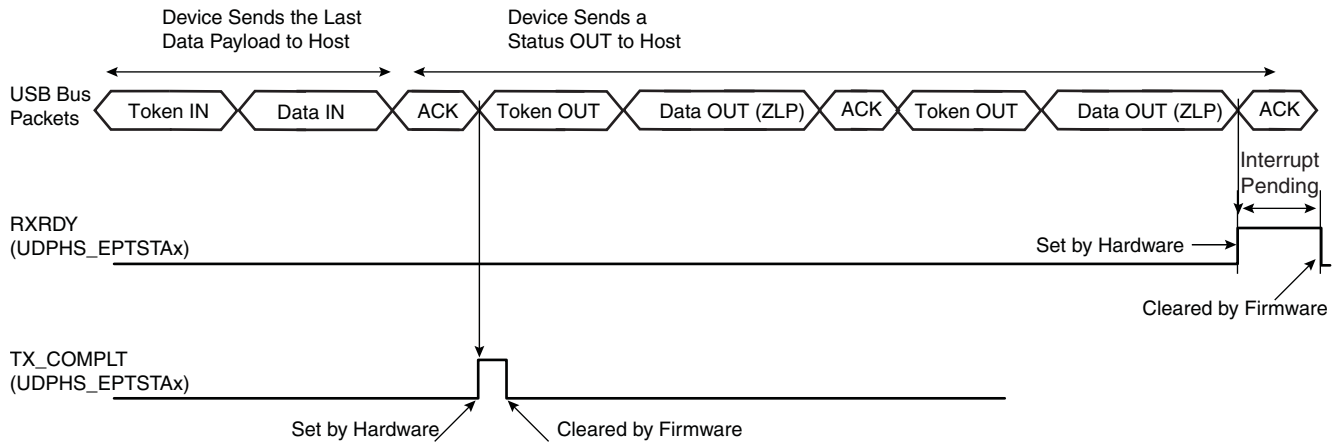 Device Sends the Last
Data Payload to Host
Device Sends a
Status OUT to Host
USB Bus
Packets
Token IN
Data IN
ACK
Token OUT
Data OUT (ZLP)
ACK
Token OUT
Data OUT (ZLP)
ACK
Interrupt
Pending
RXRDY
(UDPHS_EPTSTAx)
Set by Hardware
Cleared by Firmware
TX_COMPLT
(UDPHS_EPTSTAx)
Set by Hardware
Cleared by Firmware